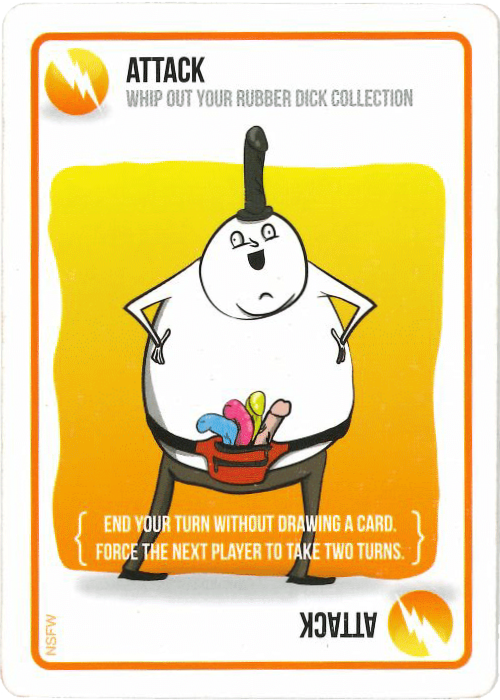 ATTACK
WHIP OUT YOUR RUBBER DICK COLLECTION
END YOUR TURN WITHOUT DRAWING A CARD.
FORCE THE NEXT PLAYER TO TAKE TWO TURNS.
NSFW
ATTACK